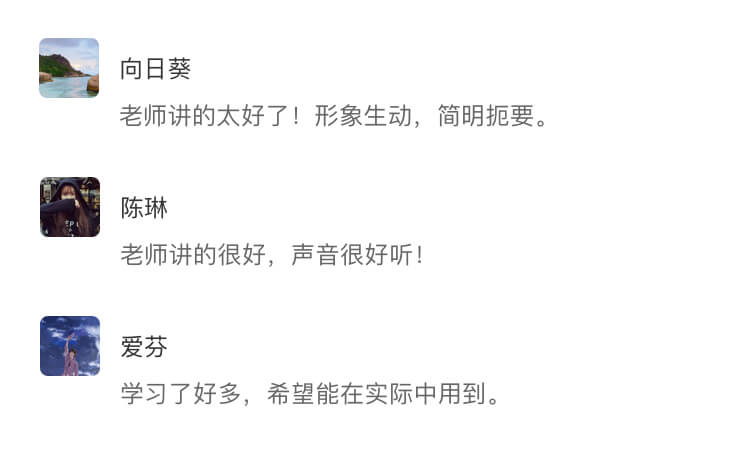 向日葵
老师讲的太好了！形象生动，简明扼要。
陈琳
老师讲的很好，声音很好听！
爱芬
学习了好多，希望能在实际中用到。